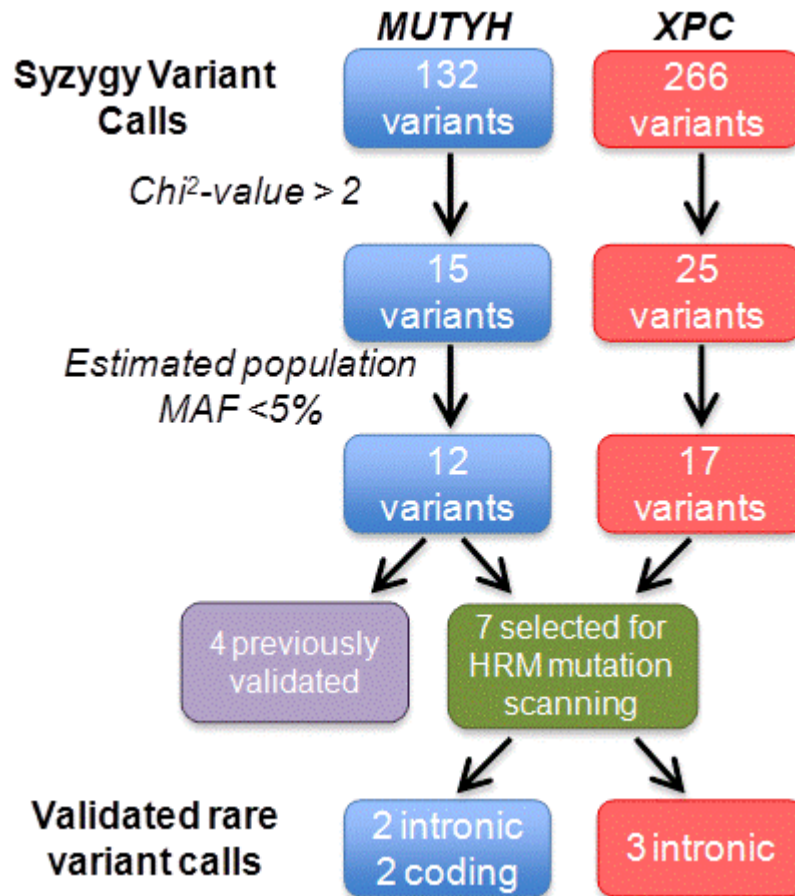 MUTYH XPC
Syzygy Variant
Calls
132
variants
266
variants
Chi²-value > 2
15
variants
25
variants
Estimated population
MAF <5%
12
variants
17
variants
4 previously
validated
7 selected for
HRM mutation
scanning
Validated rare
variant calls
2 intronic
2 coding
3 intronic